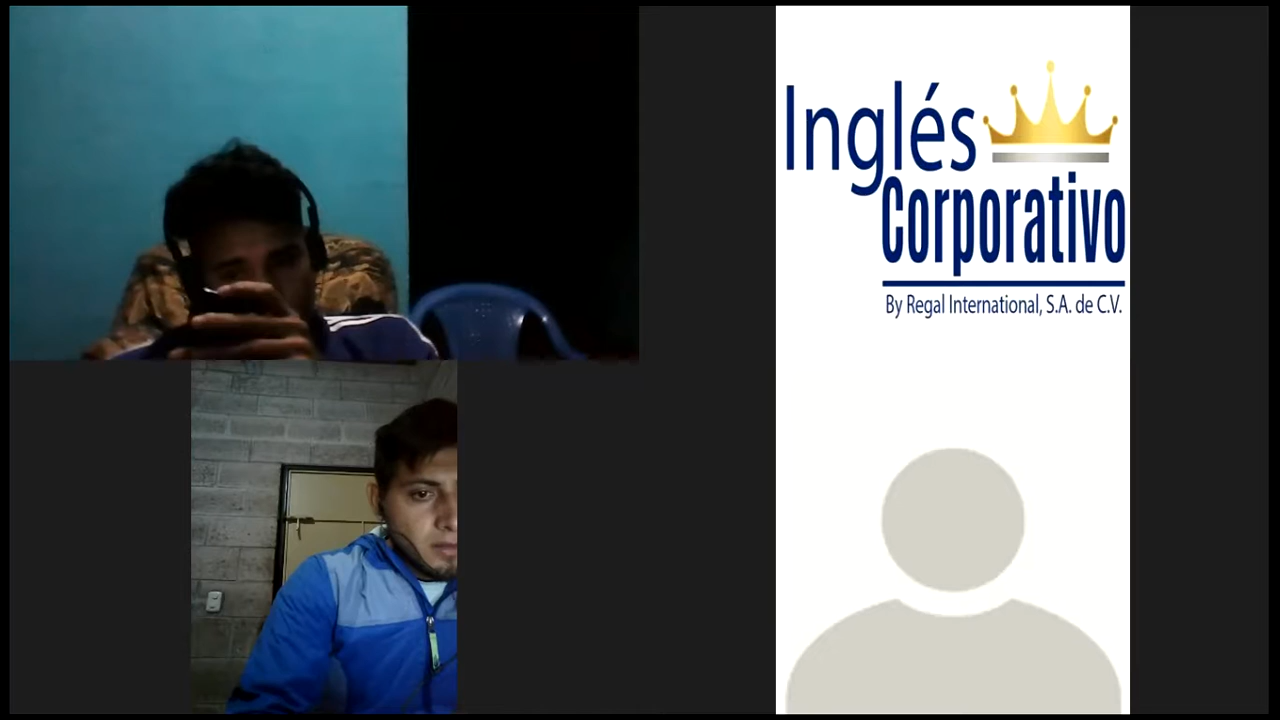 Inglés
Corporativo
By Regal International, S.A. de C.V.